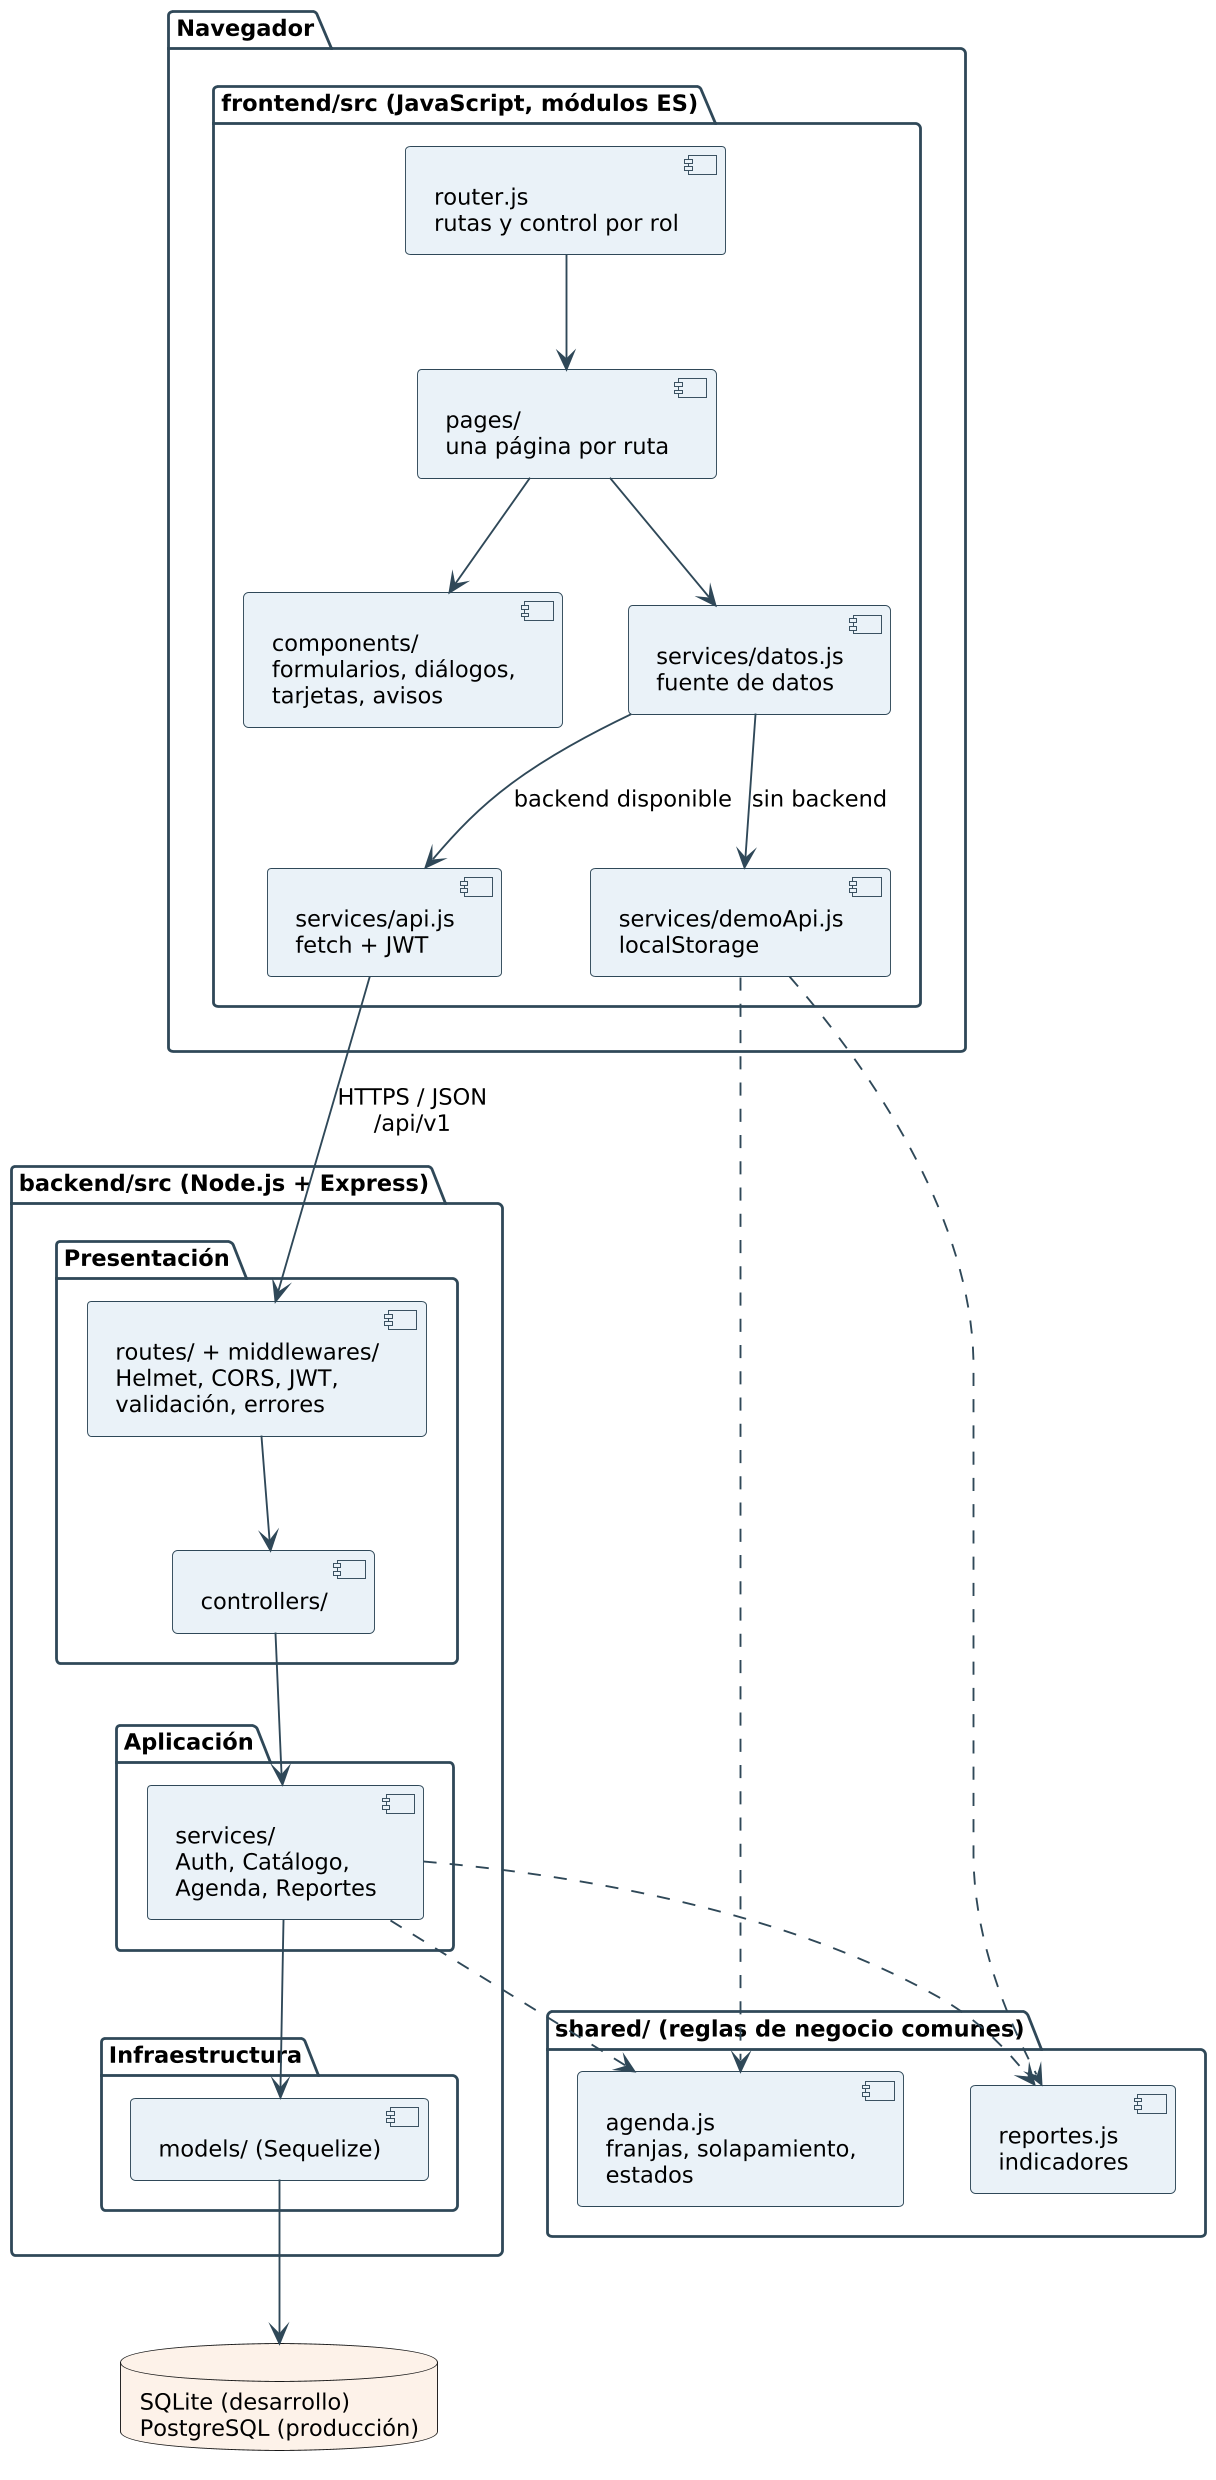 Navegador
frontend/src (JavaScript, módulos ES)
router.js
rutas y control por rol
pages/
una página por ruta
components/
formularios, diálogos,
tarjetas, avisos
services/datos.js
fuente de datos
backend disponible
sin backend
services/api.js
fetch + JWT
services/demoApi.js
localStorage
HTTPS / JSON
/api/v1
backend/src (Node.js + Express)
Presentación
routes/ + middlewares/
Helmet, CORS, JWT,
validación, errores
controllers/
Aplicación
services/
Auth, Catálogo,
Agenda, Reportes
Infraestructura
models/ (Sequelize)
shared/ (reglas de negocio comunes)
agenda.js
franjas, solapamiento,
estados
reportes.js
indicadores
SQLite (desarrollo)
PostgreSQL (producción)